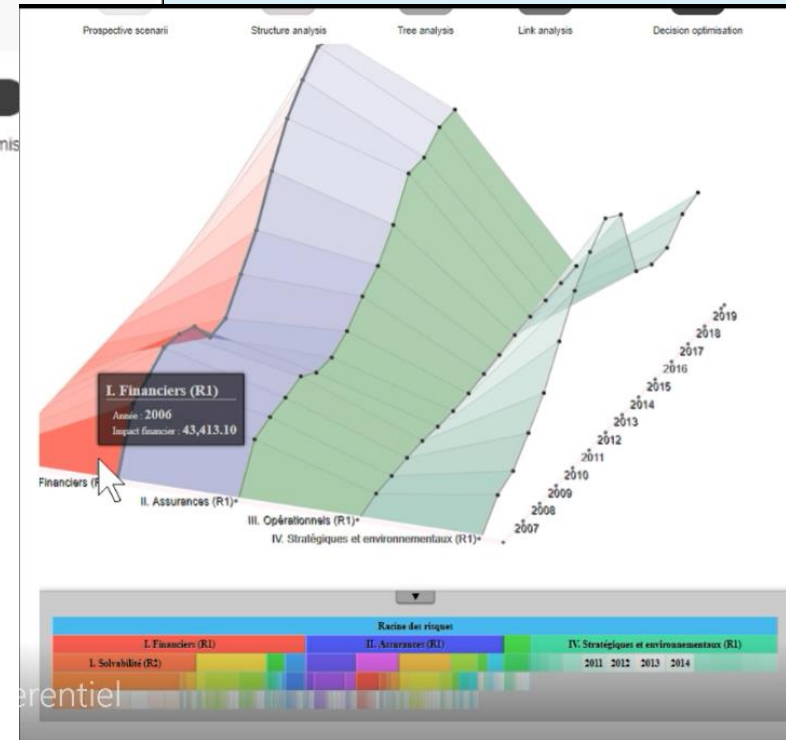 Prospective scenarii
Structure analysis
Tree analysis
Link analysis
Decision optimisation
mis
I. Financiers (R1)
Année : 2006
Impact financier : 43,413.10
Financiers (R
II. Assurances (R1)
III. Opérationnels (R1)
IV. Stratégiques et environnementaux (R1)
2019
2018
2017
2016
2015
2014
2013
2012
2011
2010
2009
2008
2007
Racine des risques
I. Financiers (R1)
II. Assurances (R1)
IV. Stratégiques et environnementaux (R1)
I. Solvabilité (R2)
2011 2012 2013 2014
erentiel